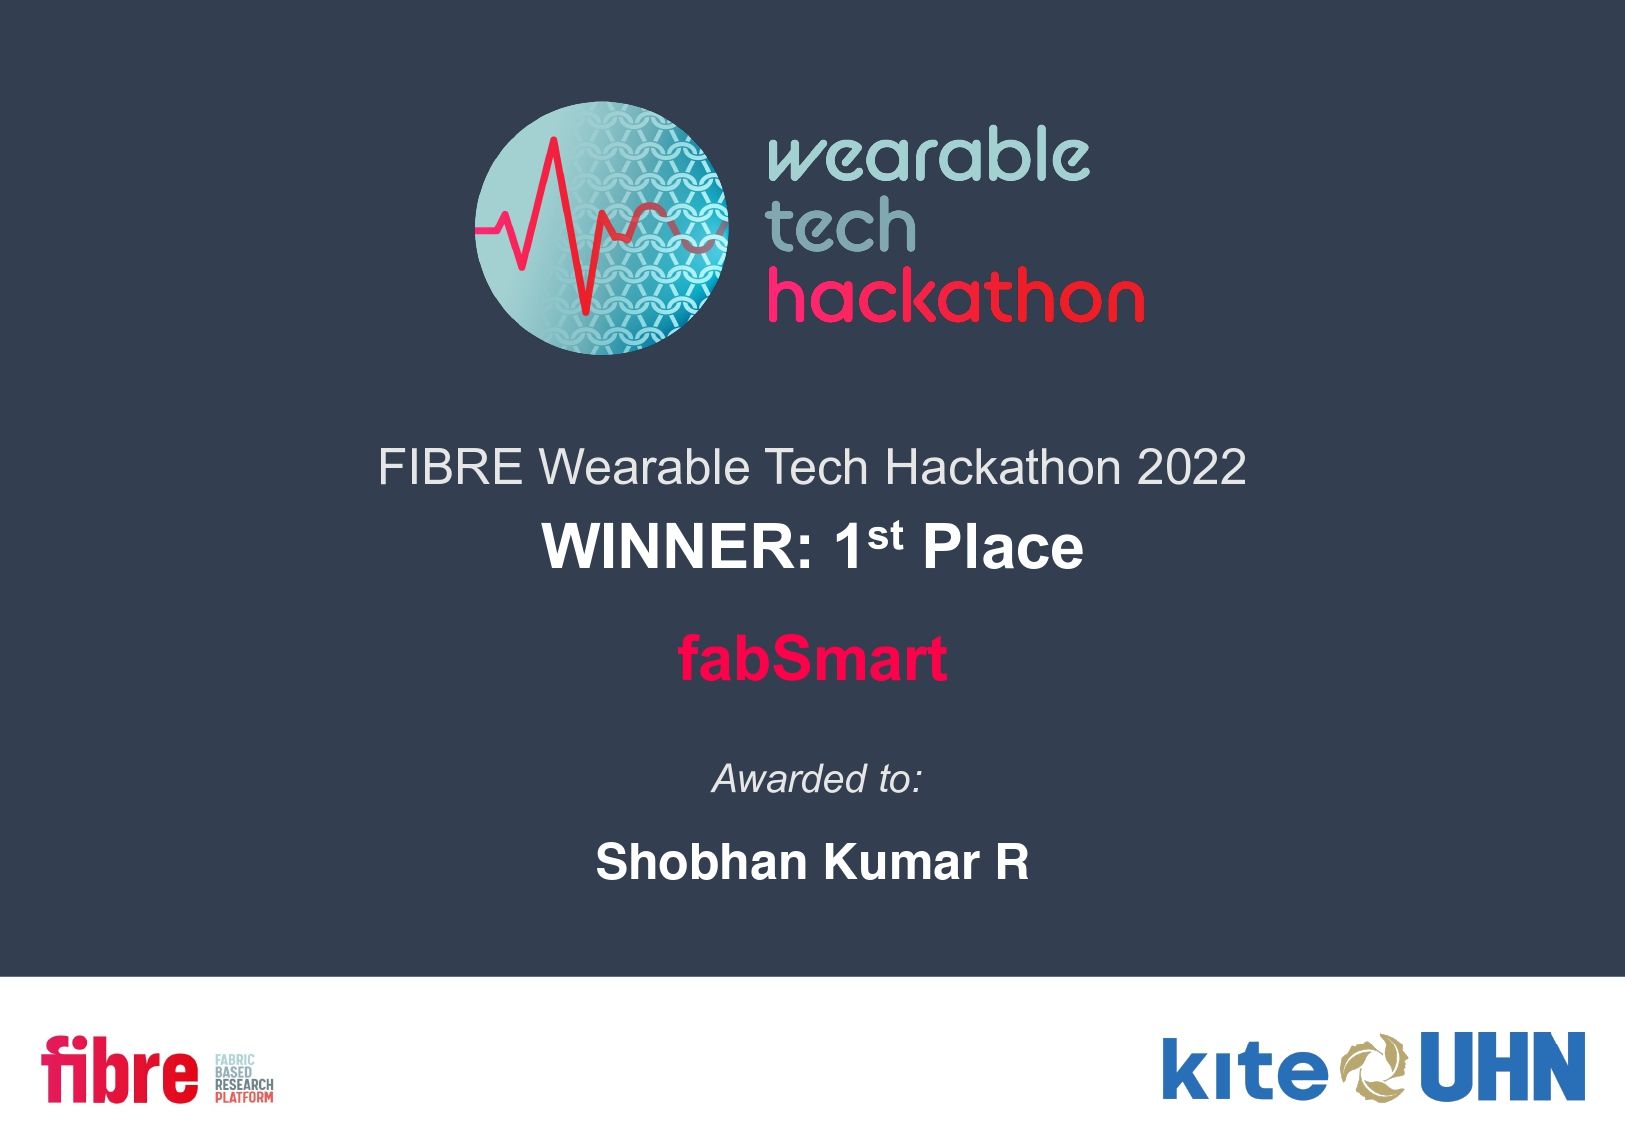 wearable
tech
hackathon
FIBRE Wearable Tech Hackathon 2022
WINNER: 1st Place
fabSmart
Awarded to:
Shobhan Kumar R
fibre
FABRIC
BASED
RESEARCH
PLATFORM
kite UHN